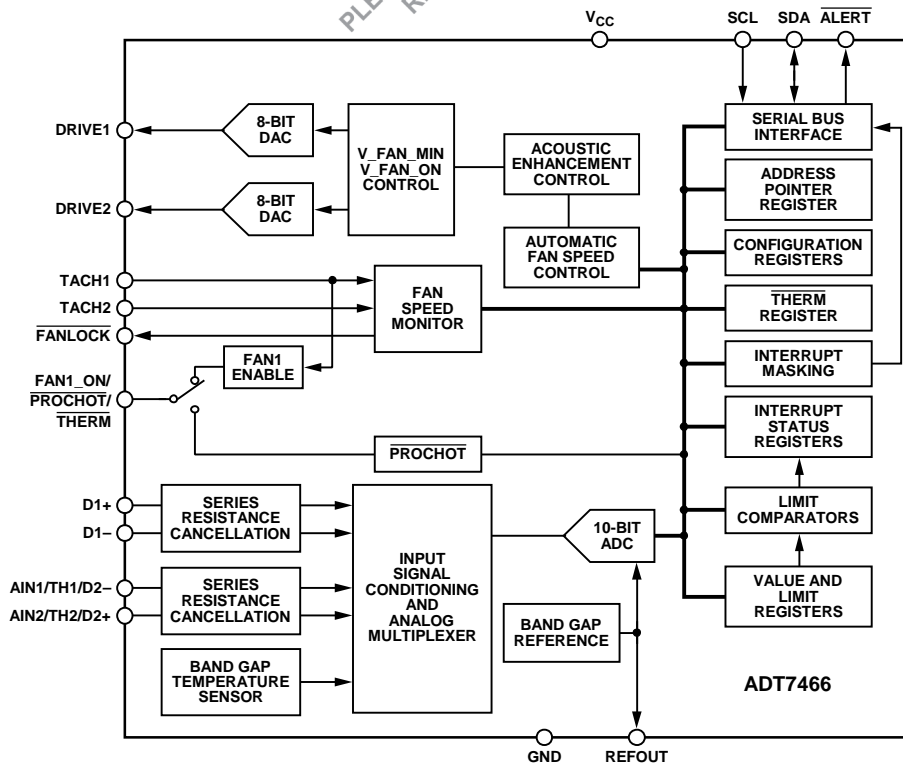 PLE
R
VCC
SCL
SDA
ALERT
DRIVE1
8-BIT
DAC
V_FAN_MIN
V_FAN_ON
CONTROL
ACOUSTIC
ENHANCEMENT
CONTROL
SERIAL BUS
INTERFACE
ADDRESS
POINTER
REGISTER
DRIVE2
8-BIT
DAC
AUTOMATIC
FAN SPEED
CONTROL
CONFIGURATION
REGISTERS
TACH1
TACH2
FANLOCK
FAN
SPEED
MONITOR
THERM
REGISTER
FAN1_ON/
PROCHOT/
THERM
FAN1
ENABLE
INTERRUPT
MASKING
INTERRUPT
STATUS
REGISTERS
PROCHOT
D1+
D1–
SERIES
RESISTANCE
CANCELLATION
INPUT
SIGNAL
CONDITIONING
AND
ANALOG
MULTIPLEXER
10-BIT
ADC
LIMIT
COMPARATORS
AIN1/TH1/D2–
AIN2/TH2/D2+
SERIES
RESISTANCE
CANCELLATION
VALUE AND
LIMIT
REGISTERS
BAND GAP
REFERENCE
BAND GAP
TEMPERATURE
SENSOR
ADT7466
GND
REFOUT